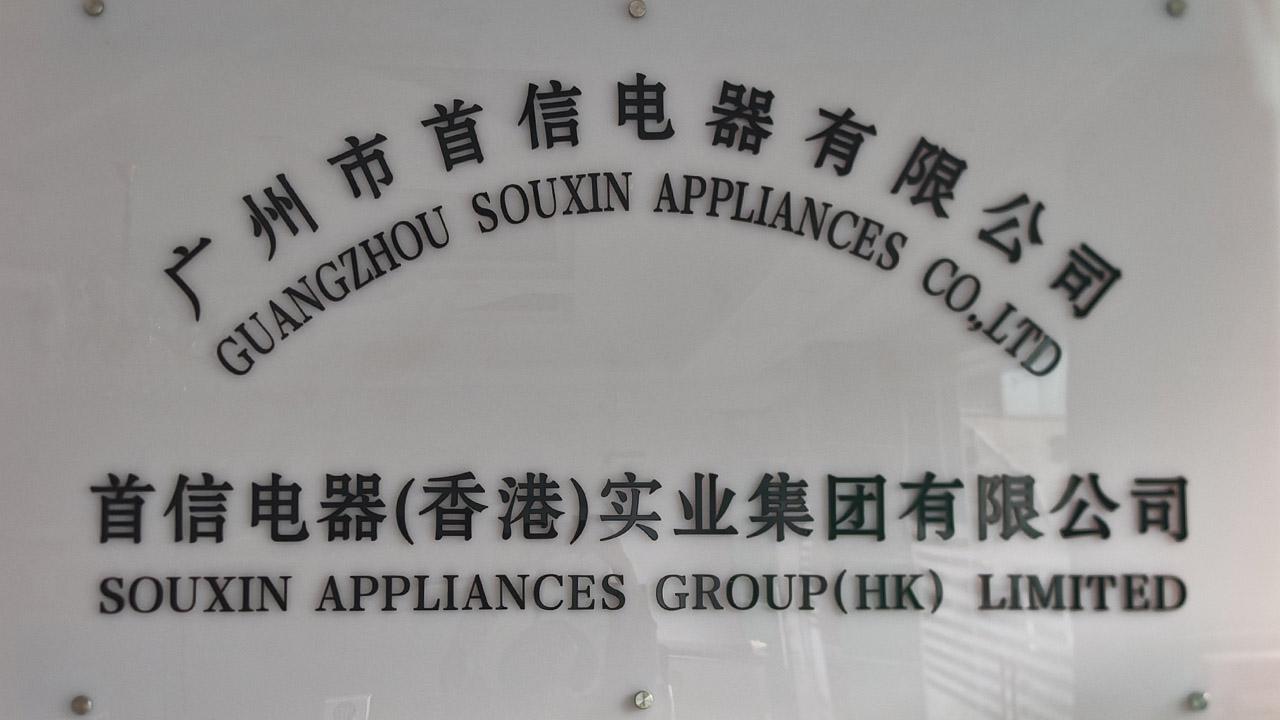 广州市首信电器有限公司
GUANGZHOU SOUXIN APPLIANCES CO.,LTD
首信电器(香港)实业集团有限公司
SOUXIN APPLIANCES GROUP(HK) LIMITED